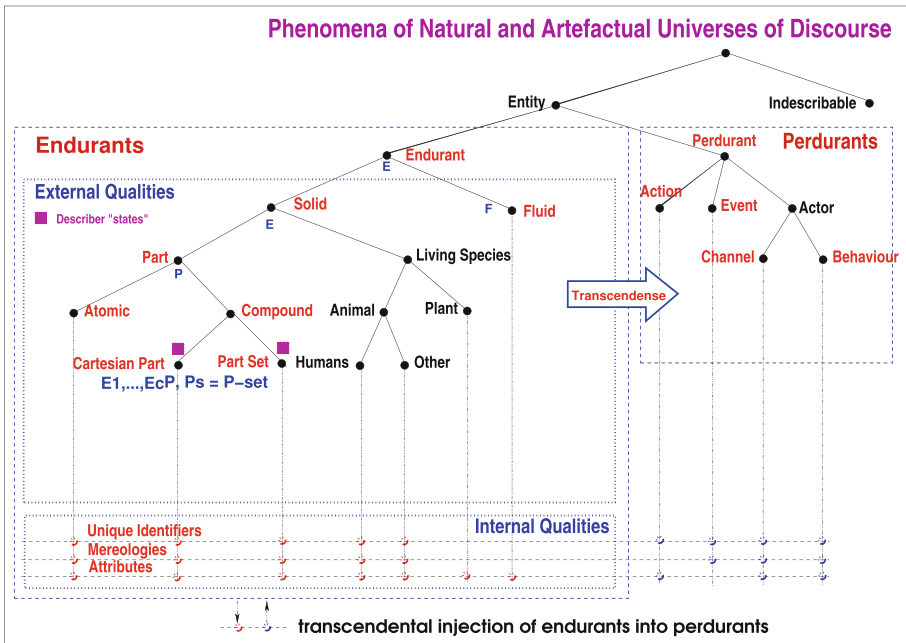 Phenomena of Natural and Artefactual Universes of Discourse
Entity
Indescribable
Endurants
Endurant
E
Perdurant
Perdurants
External Qualities
Describer "states"
Solid
E
F
Fluid
Action
Event
Actor
Part
P
Living Species
Channel
Behaviour
Transcendense
Atomic
Compound
Animal
Plant
Cartesian Part
Part Set
Humans
Other
E1,...,EcP, Ps = P-set
Unique Identifiers
Internal Qualities
Mereologies
Attributes
transcendental injection of endurants into perdurants